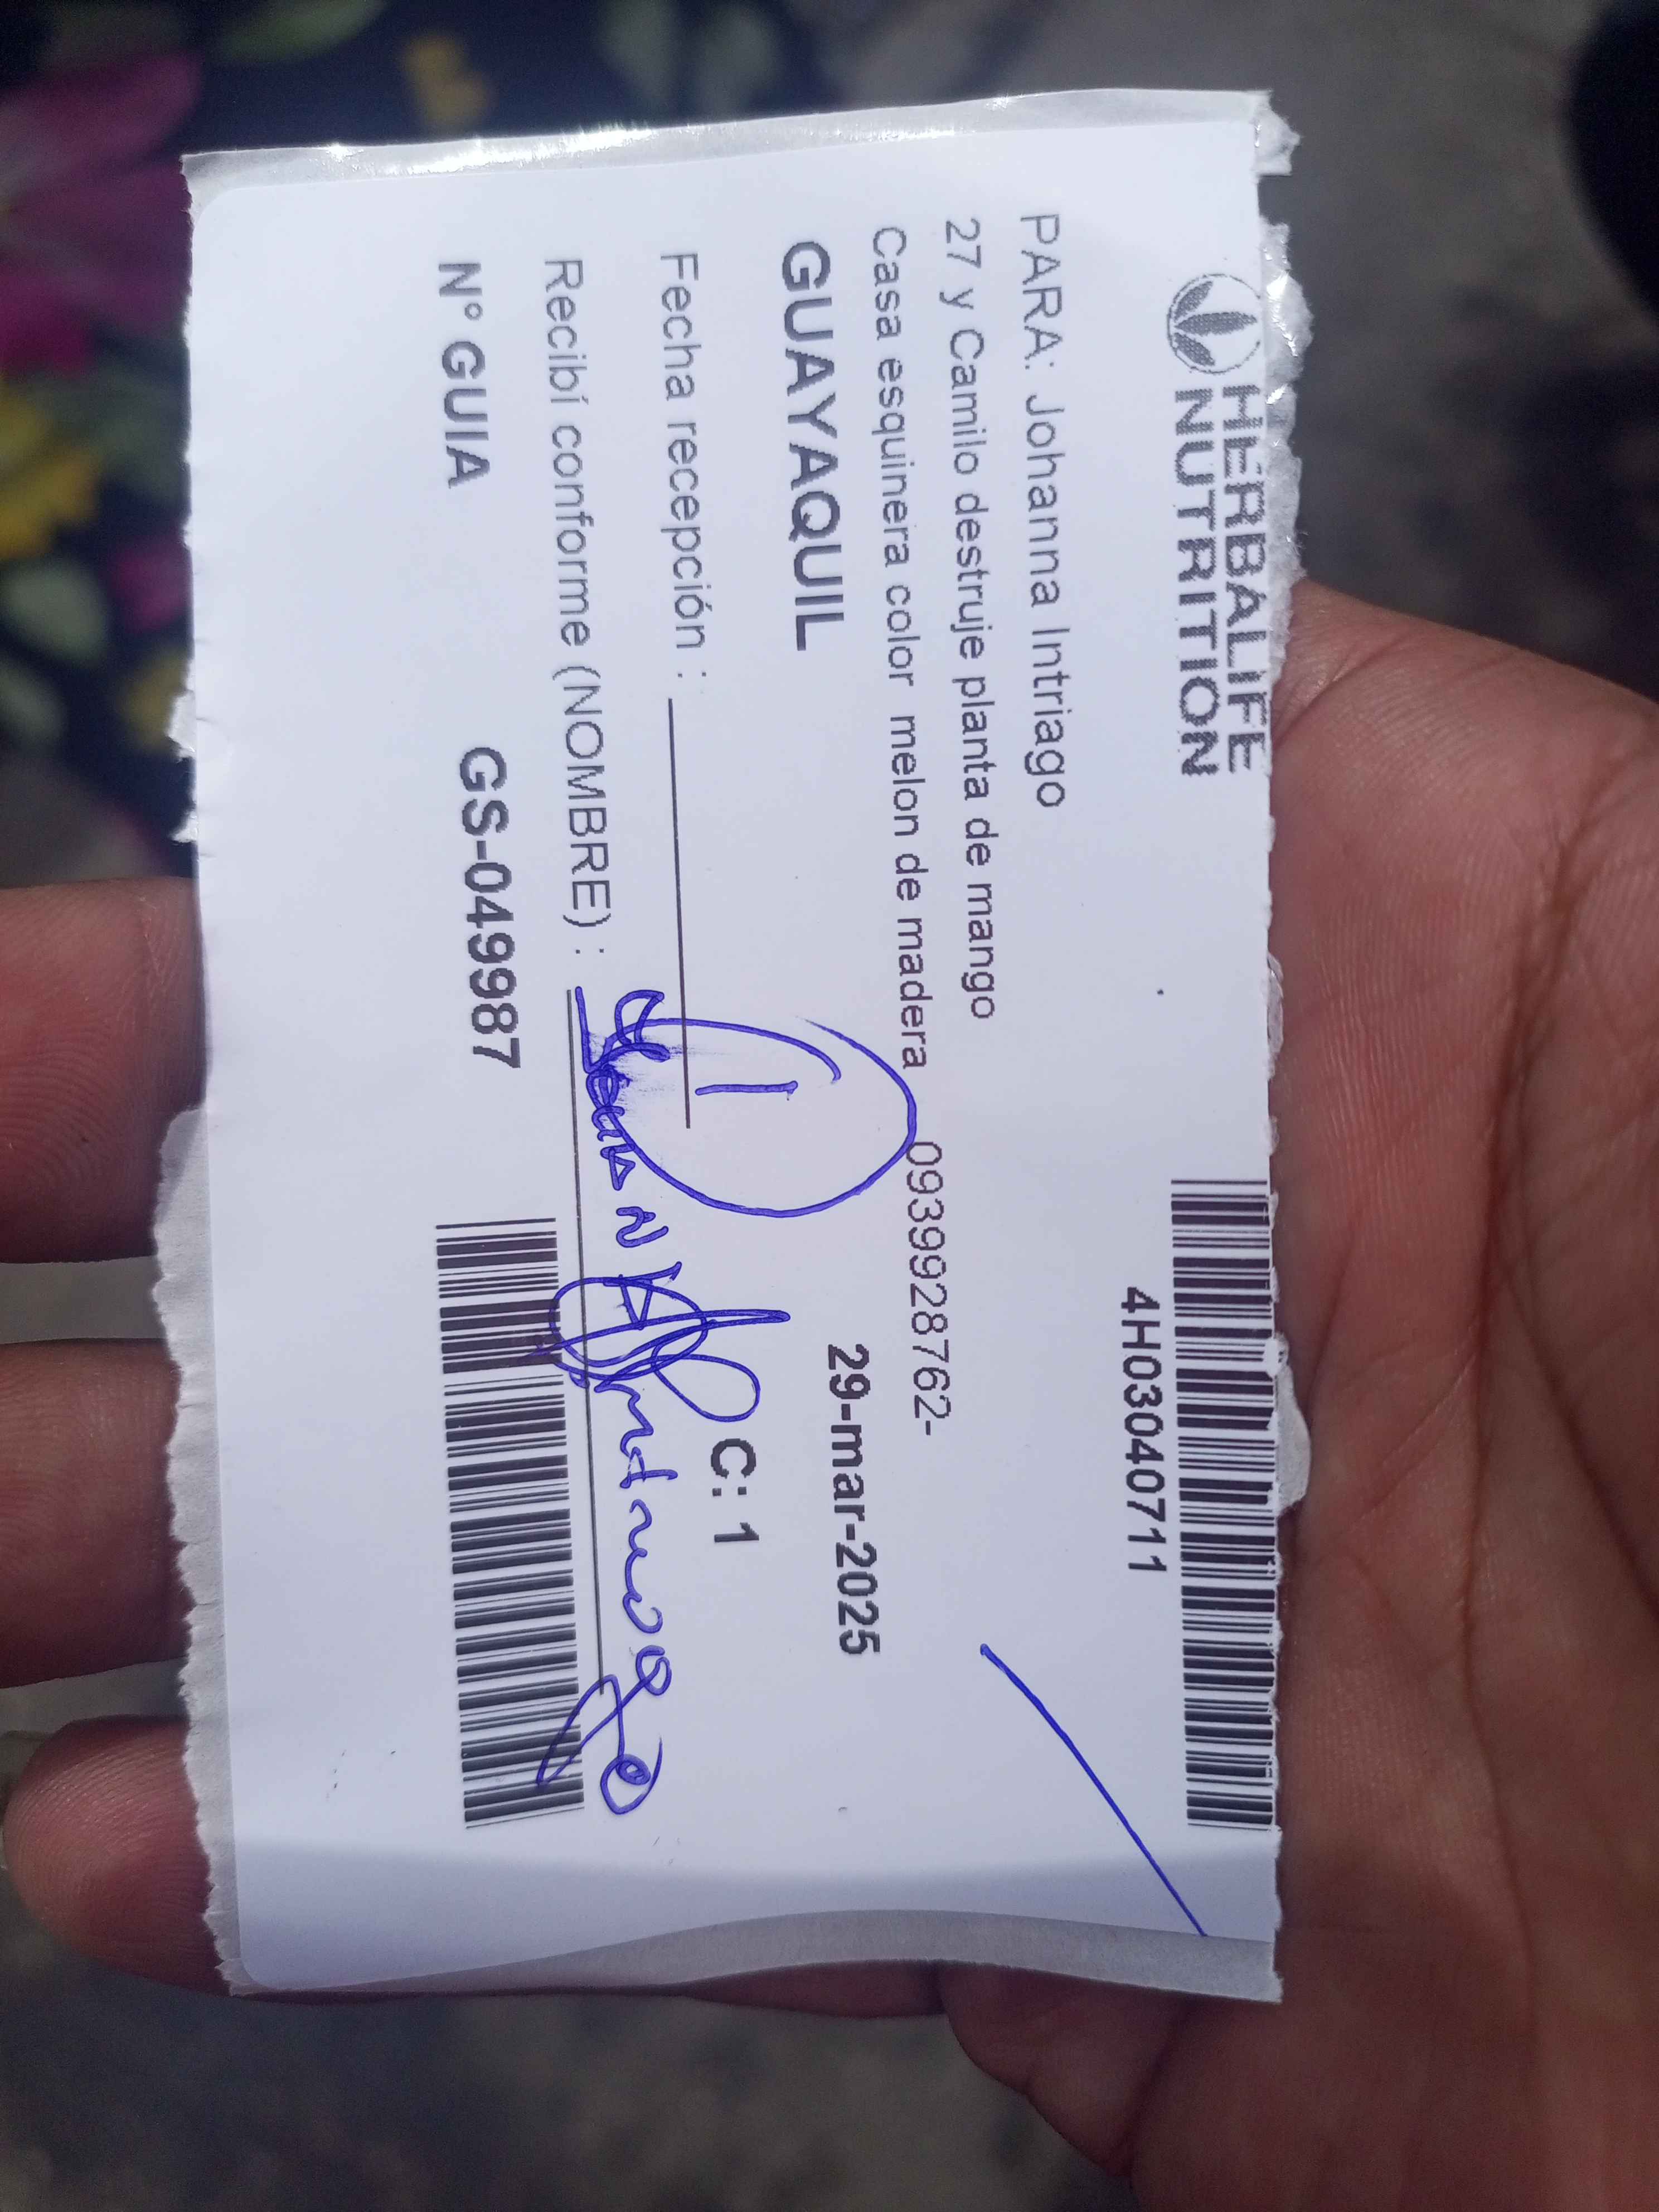 HERBALIFE
NUTRITION
4H03040711
PARA: Johanna Intriago
27 y Camilo destruje planta de mango
Casa esquinera color melon de madera 0939928762-
GUAYAQUIL 29-mar-2025
Fecha recepción : 1 C: 1
Recibí conforme (NOMBRE) :
N° GUIA GS-049987